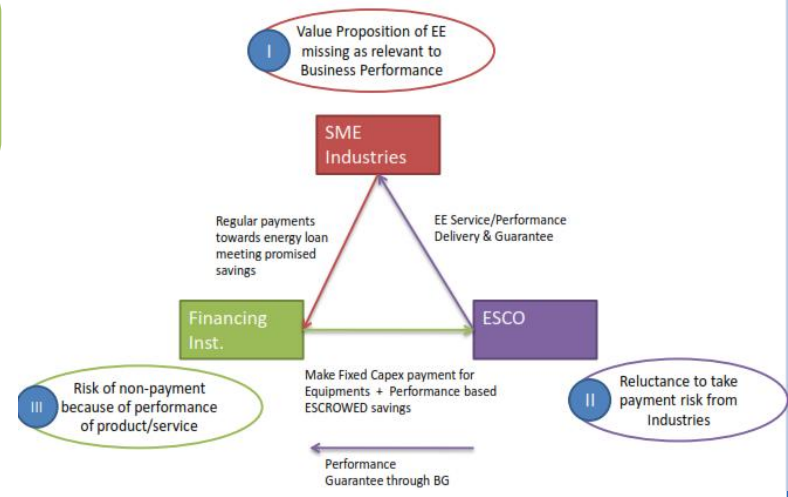 I
Value Proposition of EE
missing as relevant to
Business Performance
SME
Industries
Regular payments
towards energy loan
meeting promised
savings
EE Service/Performance
Delivery & Guarantee
Financing
Inst.
ESCO
Make Fixed Capex payment for
Equipments + Performance based
ESCROWED savings
III
Risk of non-payment
because of performance
of product/service
II
Reluctance to take
payment risk from
Industries
Performance
Guarantee through BG